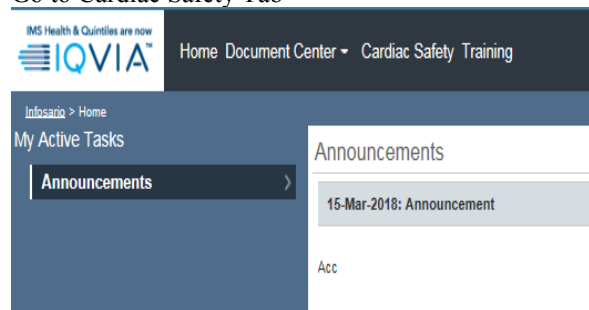 Go to Cardiac Safety Tab
IMS Health & Quintiles are now
IQVIA™
Home Document Center Cardiac Safety Training
Infosario > Home
My Active Tasks
Announcements
Announcements
15-Mar-2018: Announcement
Acc